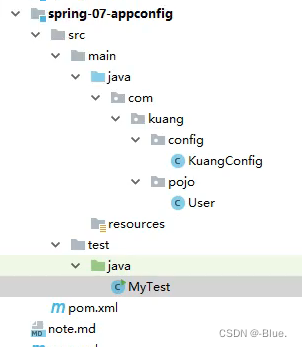 spring-07-appconfig
src
main
java
com
kuang
config
KuangConfig
pojo
User
resources
test
java
MyTest
pom.xml
note.md
CSDN @-Blue.